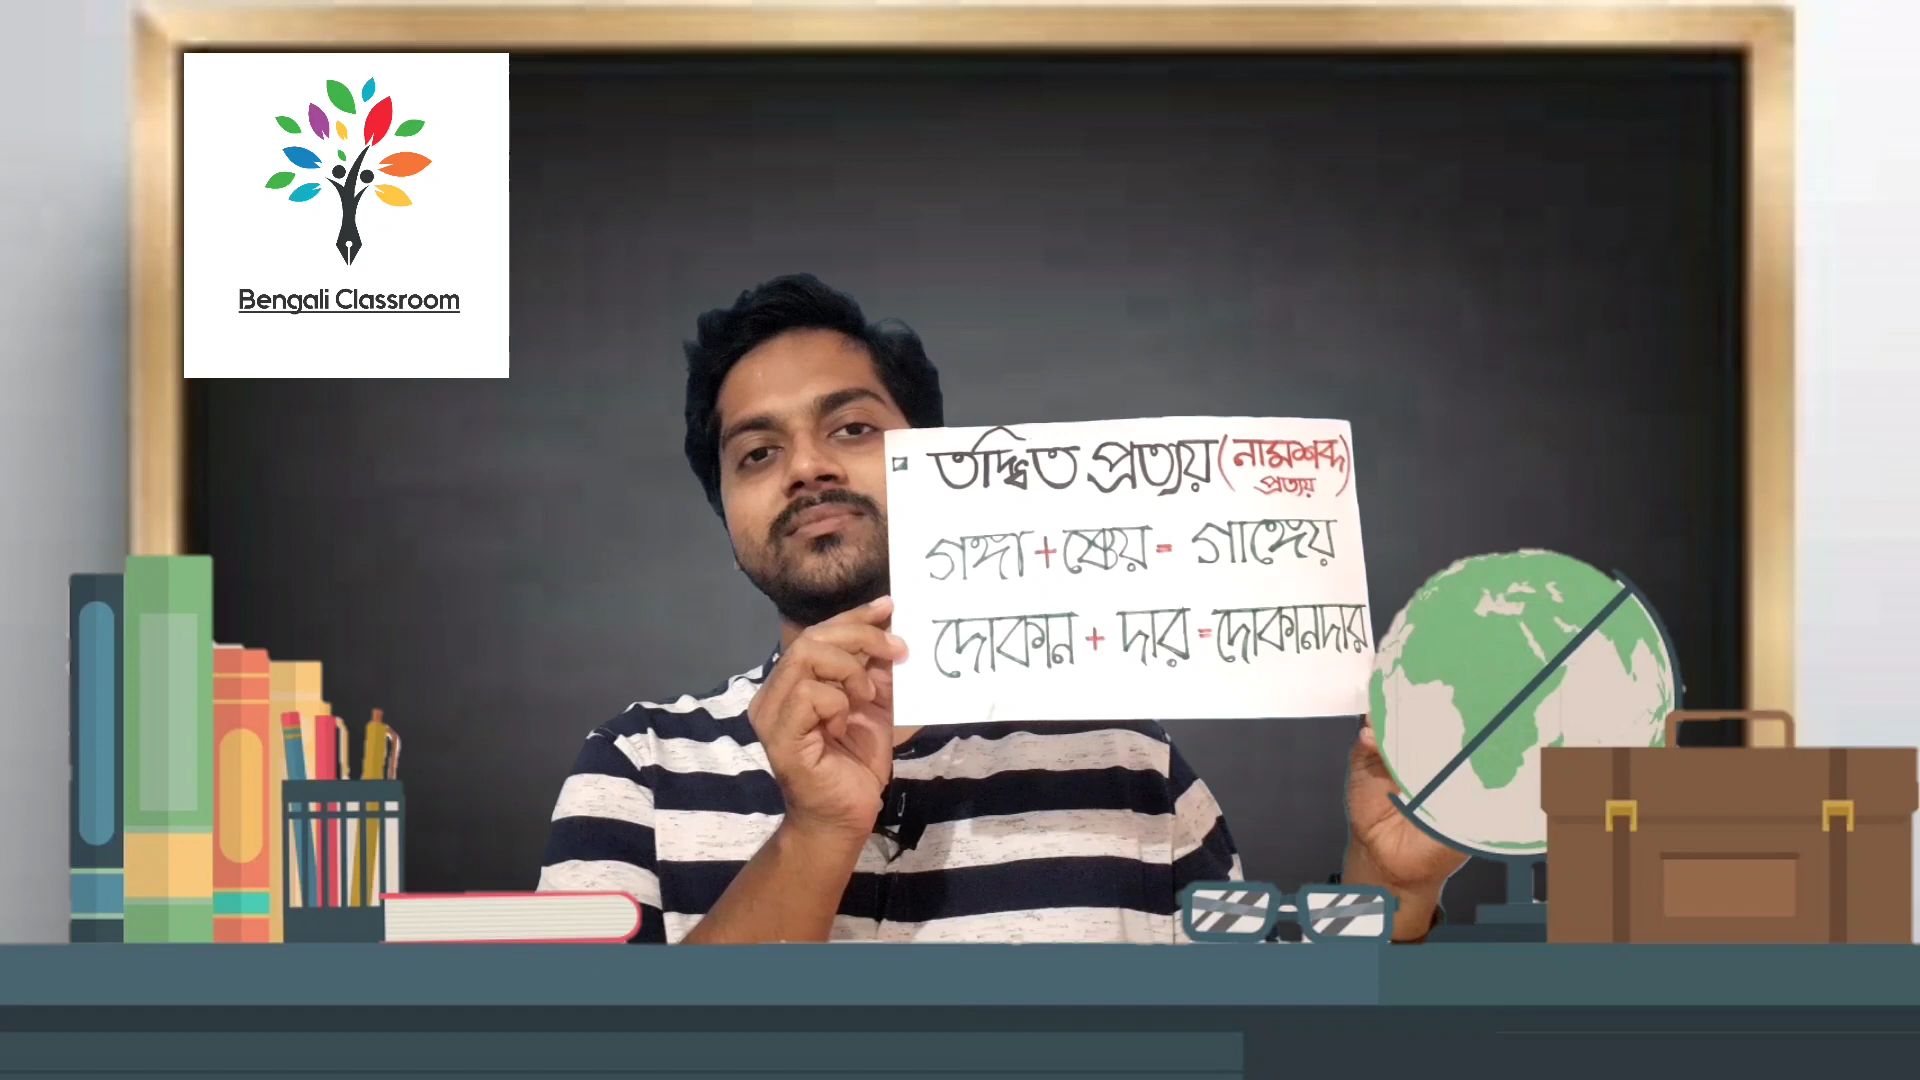 Bengali Classroom
তদ্ধিত প্রত্যয় (নামশব্দ প্রত্যয়)
গঙ্গা + ষ্ণেয় = গাঙ্গেয়
দোকান + দার = দোকানদার